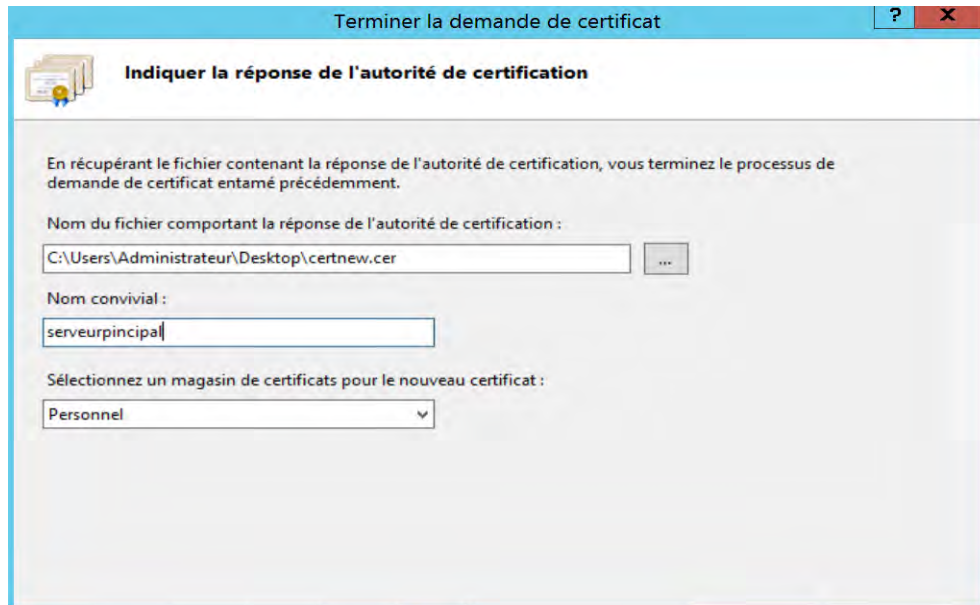 Terminer la demande de certificat
? x
Indiquer la réponse de l'autorité de certification
En récupérant le fichier contenant la réponse de l'autorité de certification, vous terminez le processus de
demande de certificat entamé précédemment.
Nom du fichier comportant la réponse de l'autorité de certification :
C:\Users\Administrateur\Desktop\certnew.cer
...
Nom convivial :
serveurpincipal
Sélectionnez un magasin de certificats pour le nouveau certificat :
Personnel